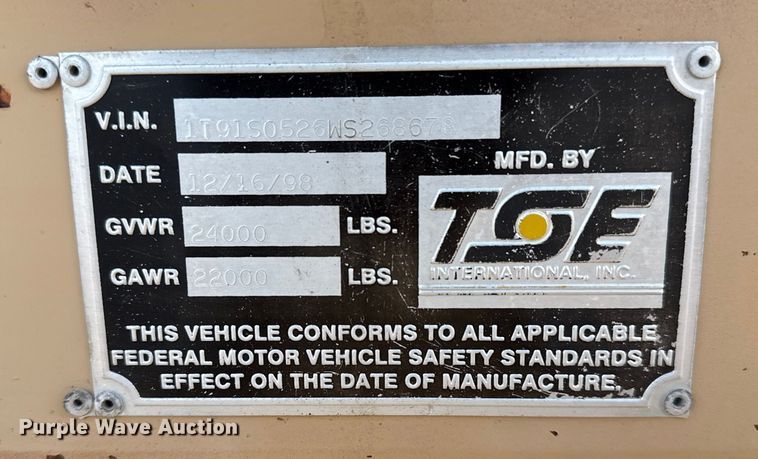 V.I.N. 1T91S0526WS268678
DATE 12/16/98
GVWR 24000 LBS.
GAWR 22000 LBS.
MFD. BY
TSE
INTERNATIONAL, INC.
THIS VEHICLE CONFORMS TO ALL APPLICABLE
FEDERAL MOTOR VEHICLE SAFETY STANDARDS IN
EFFECT ON THE DATE OF MANUFACTURE.
Purple Wave Auction